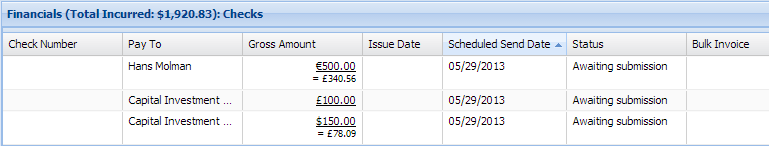 Financials (Total Incurred: $1,920.83): Checks
Check Number Pay To Gross Amount Issue Date Scheduled Send Date Status Bulk Invoice
Hans Molman €500.00 05/29/2013 Awaiting submission
= £340.56
Capital Investment ... £100.00 05/29/2013 Awaiting submission
Capital Investment ... $150.00 05/29/2013 Awaiting submission
= £78.09